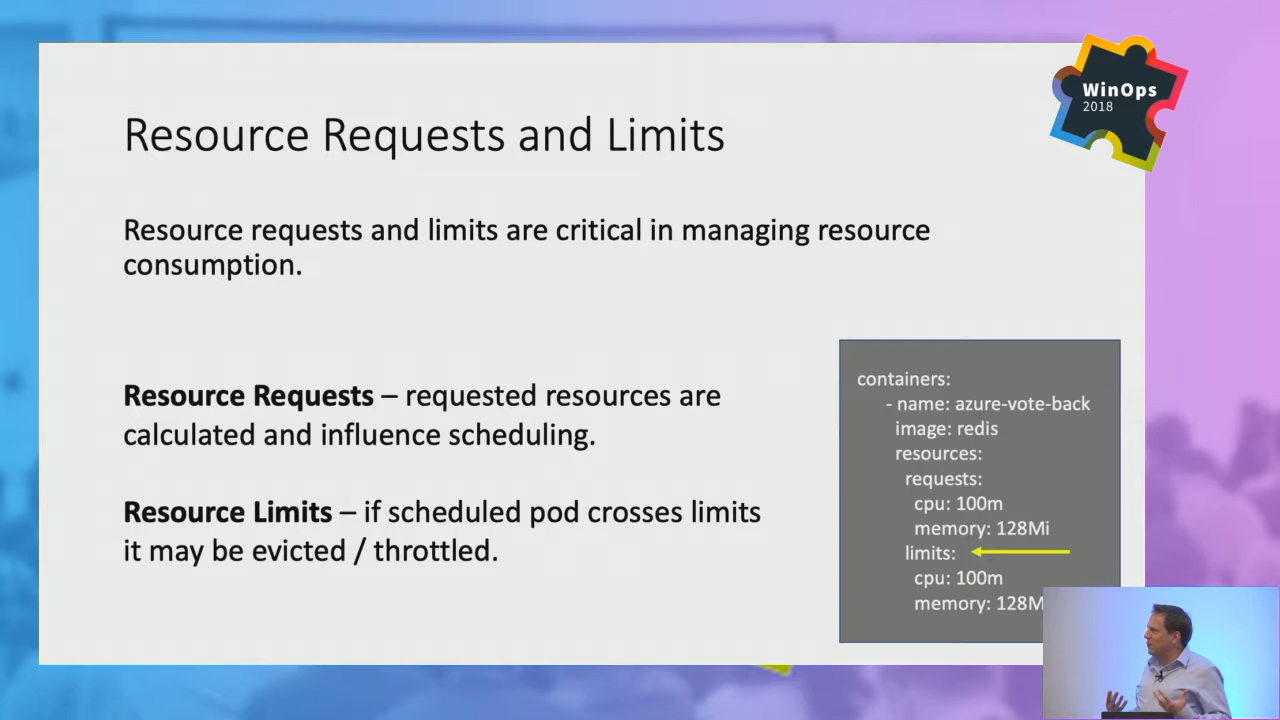 WinOps
2018
Resource Requests and Limits
Resource requests and limits are critical in managing resource
consumption.
Resource Requests – requested resources are
calculated and influence scheduling.
Resource Limits – if scheduled pod crosses limits
it may be evicted / throttled.
containers:
- name: azure-vote-back
image: redis
resources:
requests:
cpu: 100m
memory: 128Mi
limits:
cpu: 100m
memory: 128M